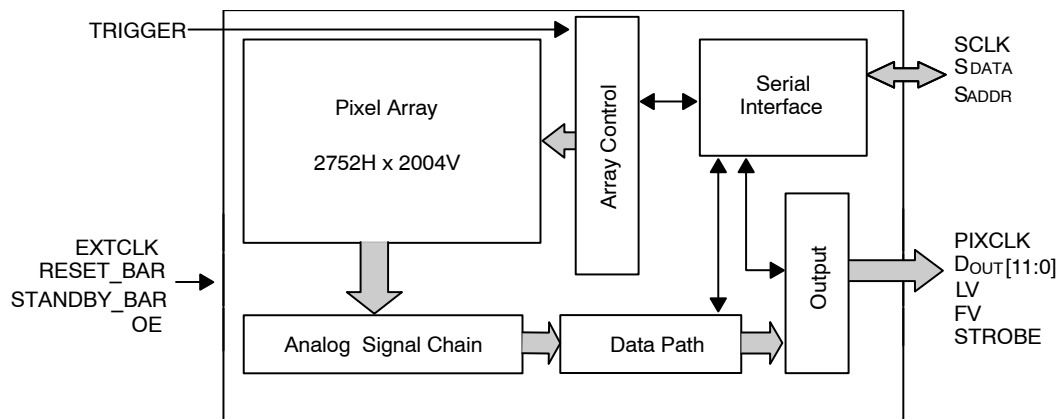 TRIGGER
Pixel Array
2752H x 2004V
Array Control
Serial
Interface
SCLK
SDATA
SADDR
EXTCLK
RESET_BAR
STANDBY_BAR
OE
Analog Signal Chain
Data Path
Output
PIXCLK
DOUT[11:0]
LV
FV
STROBE